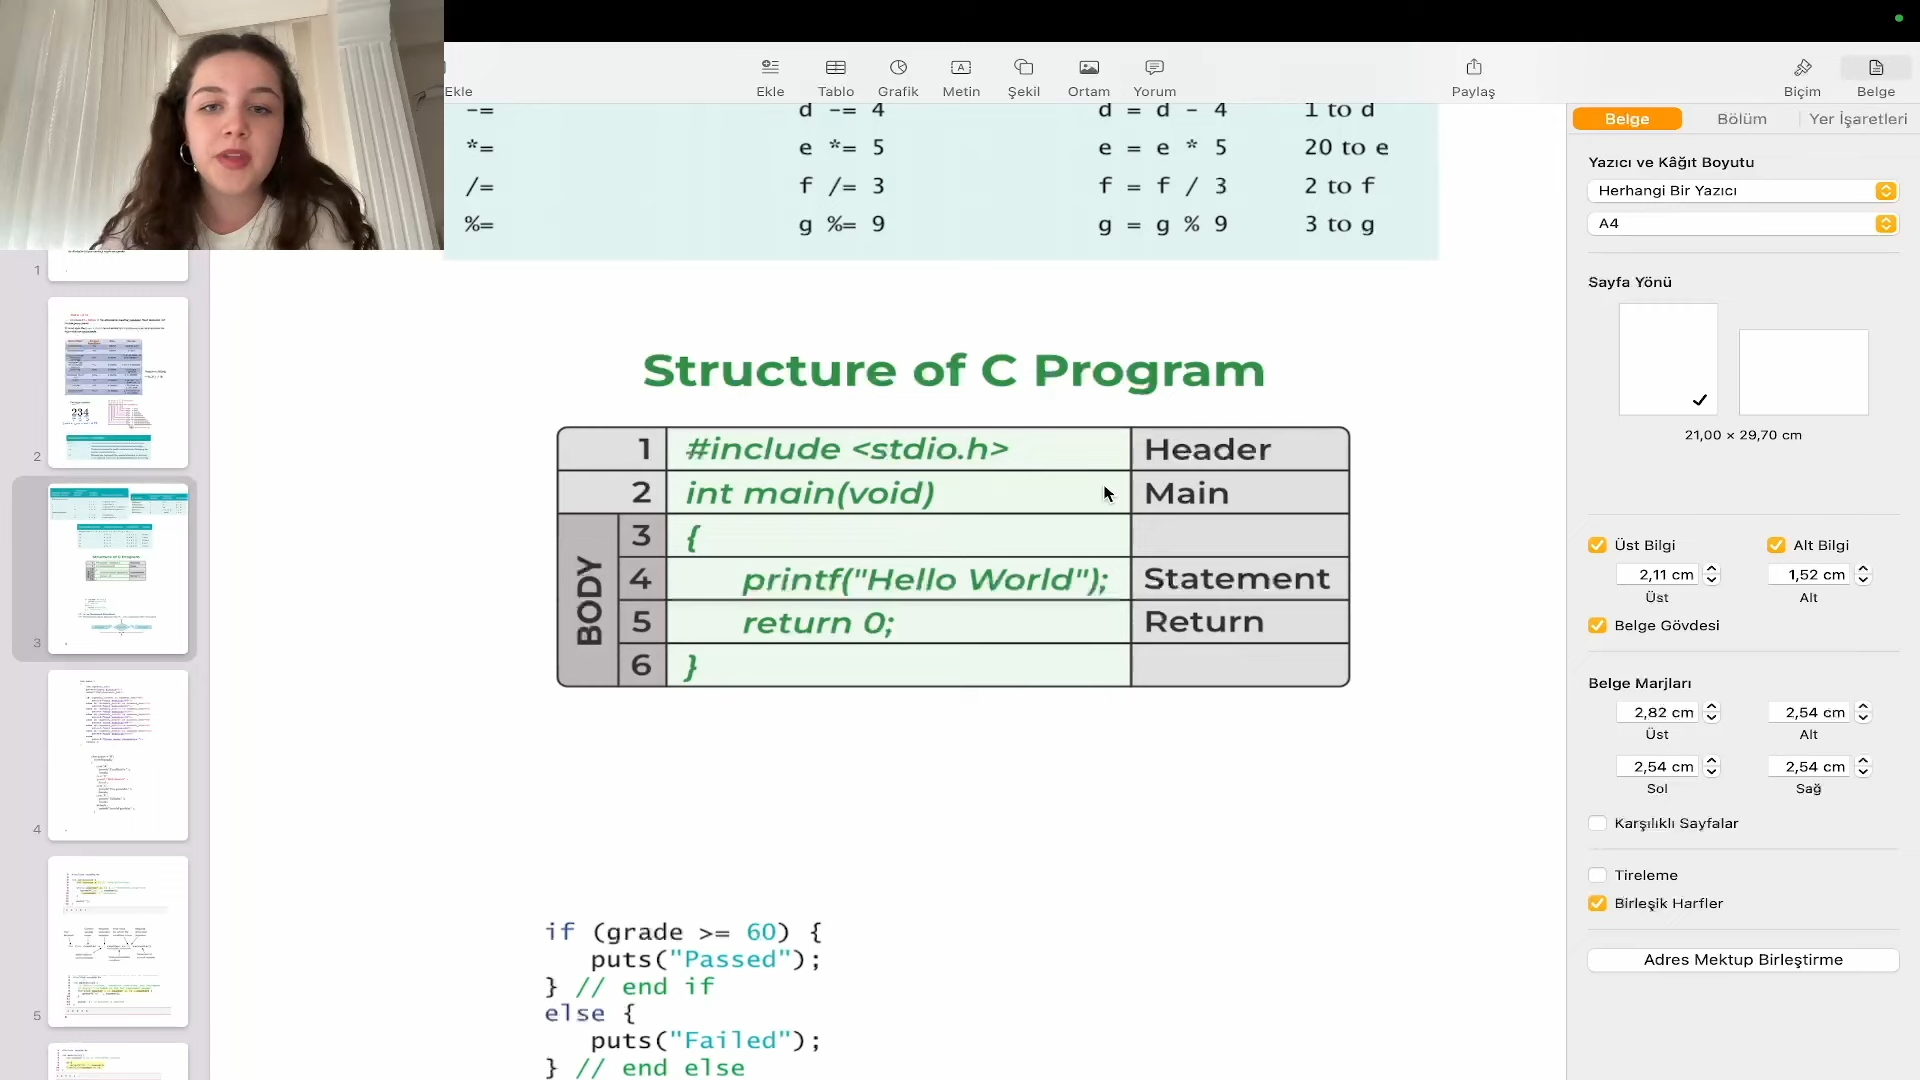 Ekle
Ekle
Tablo
Grafik
Metin
Şekil
Ortam
Yorum
Paylaş
Biçim
Belge
-= d -= 4 d = d - 4 1 to d
*= e *= 5 e = e * 5 20 to e
/= f /= 3 f = f / 3 2 to f
%= g %= 9 g = g % 9 3 to g
Structure of C Program
1 #include <stdio.h> Header
2 int main(void) Main
BODY
3 {
4 printf("Hello World"); Statement
5 return 0; Return
6 }
if (grade >= 60) {
puts("Passed");
} // end if
else {
puts("Failed");
} // end else
1
2
234
Structure of C Program
3
4
5
Belge
Bölüm
Yer İşaretleri
Yazıcı ve Kâğıt Boyutu
Herhangi Bir Yazıcı
A4
Sayfa Yönü
21,00 × 29,70 cm
Üst Bilgi
Alt Bilgi
2,11 cm
1,52 cm
Üst
Alt
Belge Gövdesi
Belge Marjları
2,82 cm
2,54 cm
Üst
Alt
2,54 cm
2,54 cm
Sol
Sağ
Karşılıklı Sayfalar
Tireleme
Birleşik Harfler
Adres Mektup Birleştirme